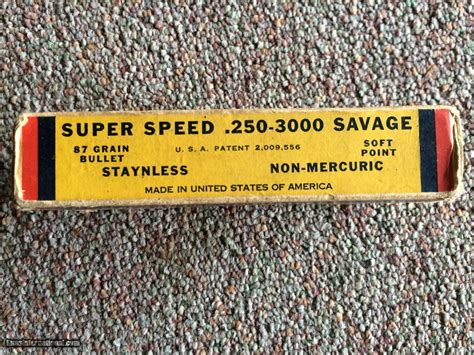 SUPER SPEED .250-3000 SAVAGE
87 GRAIN BULLET
U.S.A. PATENT 2,009,556
SOFT POINT
STAYNLESS NON-MERCURIC
MADE IN UNITED STATES OF AMERICA